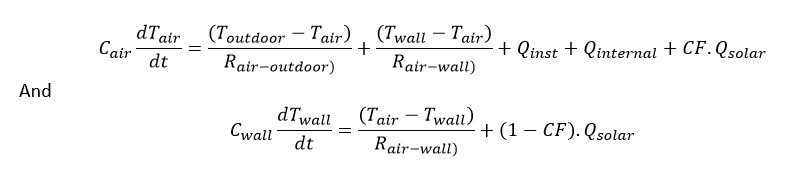 C_air dT_air/dt = (T_outdoor − T_air)/R_air−outdoor) + (T_wall − T_air)/R_air−wall) + Q_inst + Q_internal + CF.Q_solar
And
C_wall dT_wall/dt = (T_air − T_wall)/R_air−wall) + (1 − CF).Q_solar